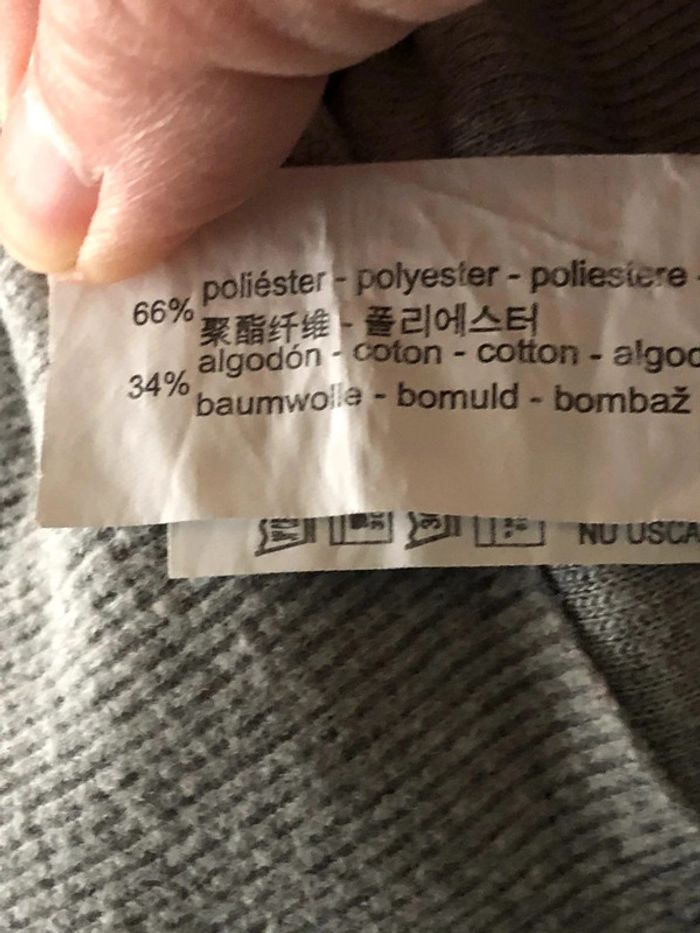 66% poliéster - polyester - poliestere -
聚酯纤维 - 폴리에스터
34% algodón - coton - cotton - algod
baumwolle - bomuld - bombaž
NU USCA